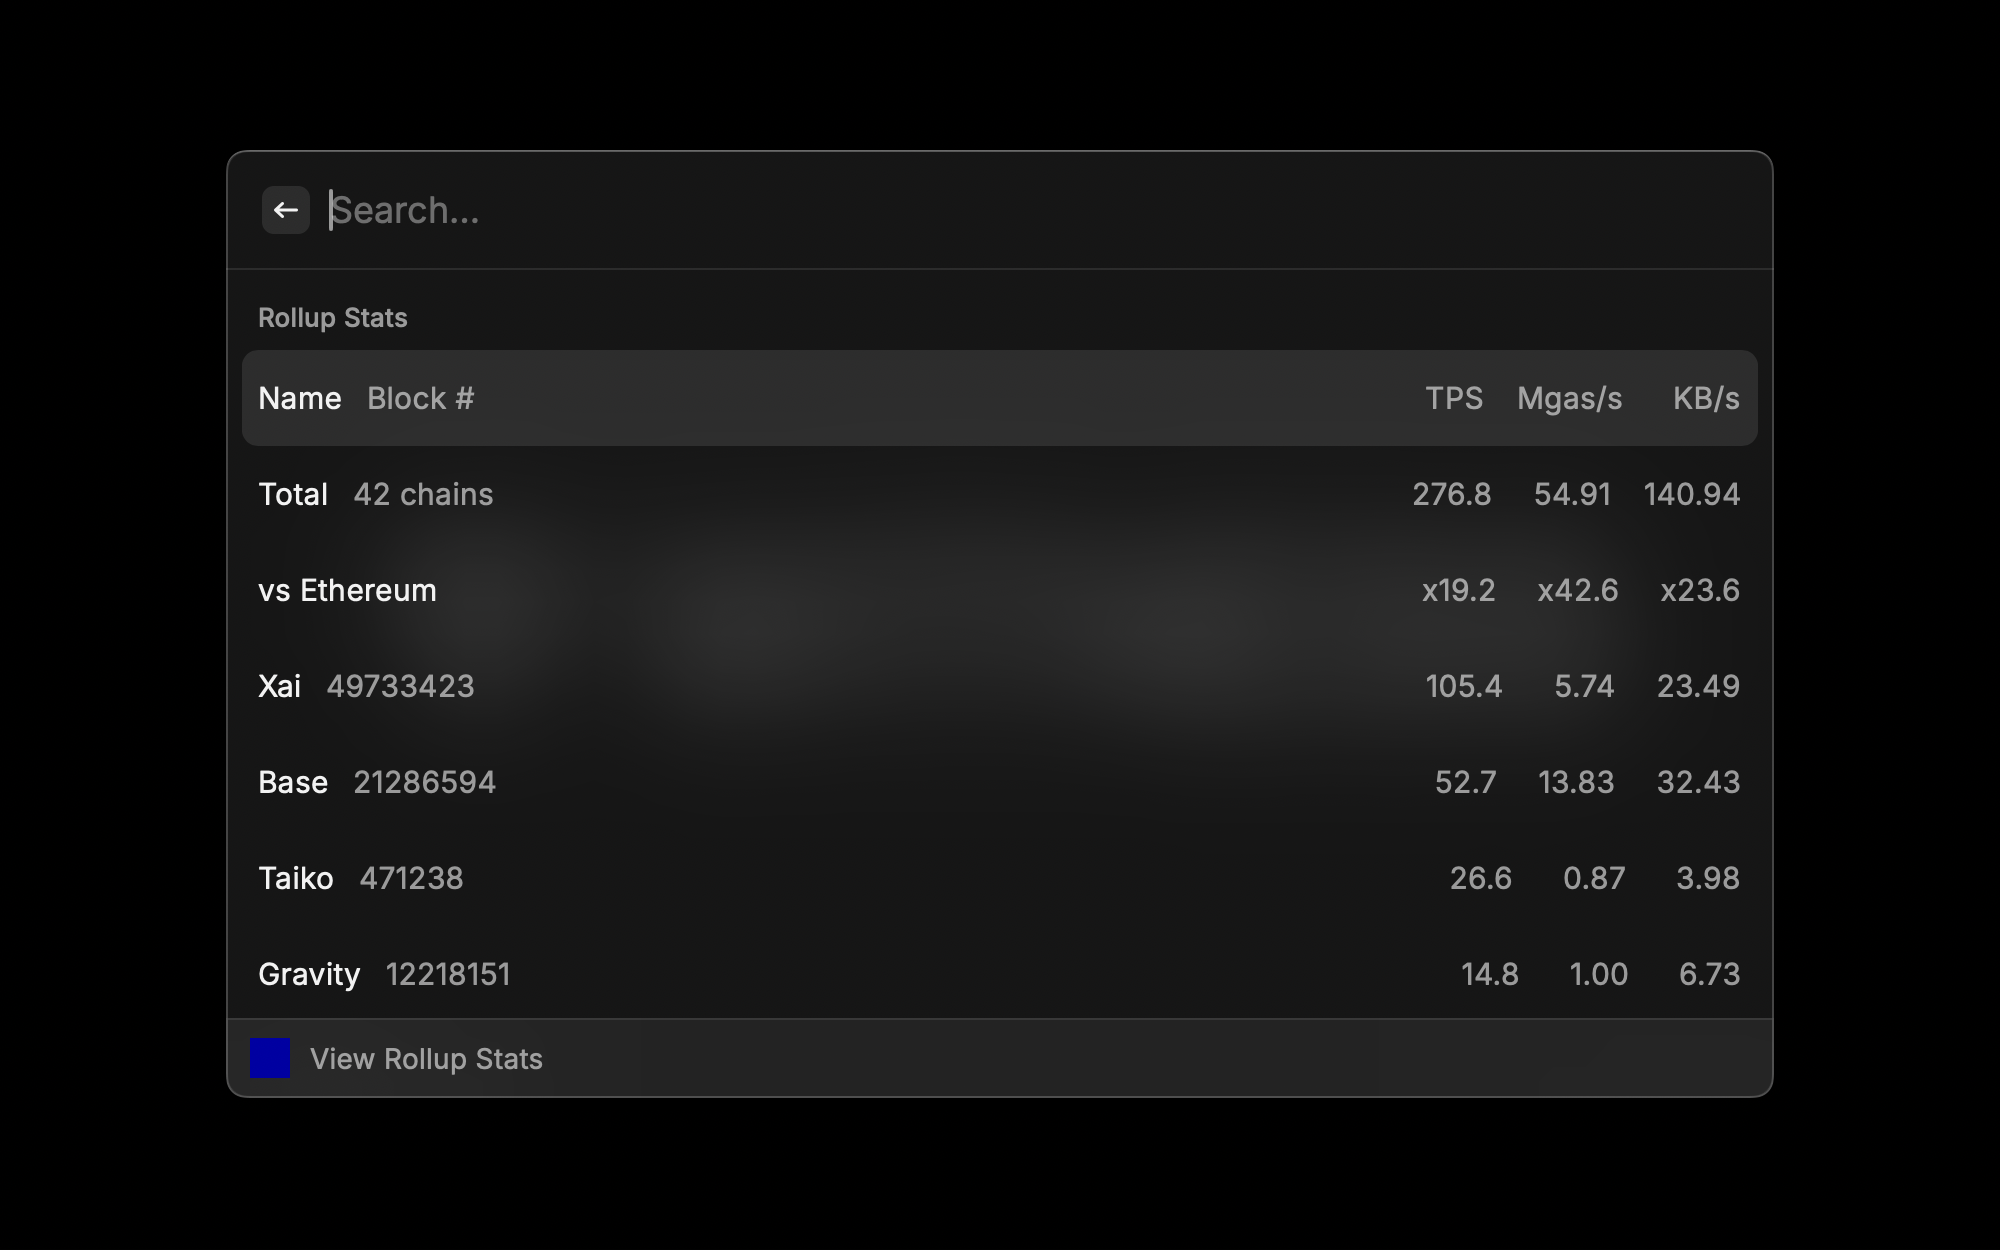 Search...
Rollup Stats
Name Block # TPS Mgas/s KB/s
Total 42 chains 276.8 54.91 140.94
vs Ethereum x19.2 x42.6 x23.6
Xai 49733423 105.4 5.74 23.49
Base 21286594 52.7 13.83 32.43
Taiko 471238 26.6 0.87 3.98
Gravity 12218151 14.8 1.00 6.73
View Rollup Stats